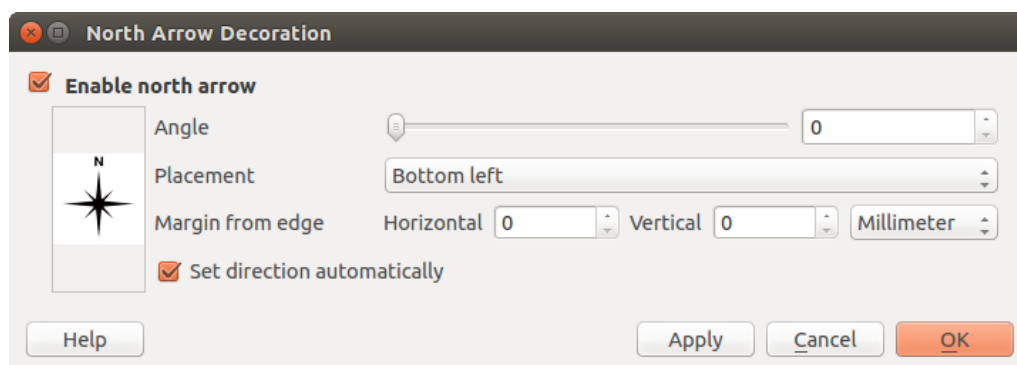 North Arrow Decoration
Enable north arrow
Angle 0
N
Placement Bottom left
Margin from edge Horizontal 0 Vertical 0 Millimeter
Set direction automatically
Help Apply Cancel OK